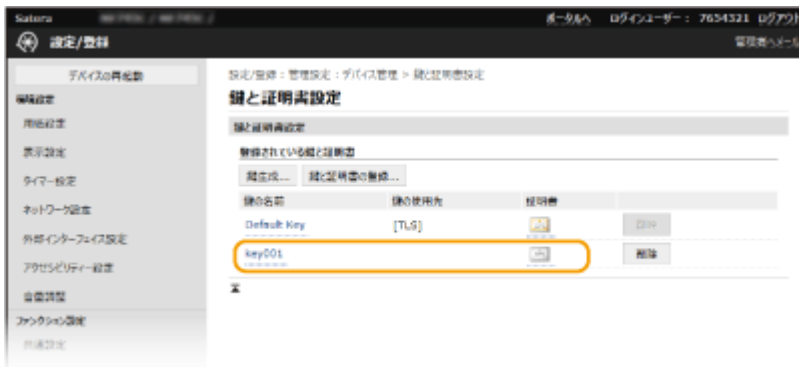 Satera
ポータルへ ログインユーザー: 7654321 ログアウト
設定/登録
管理者へメール
デバイスの再起動
設定/登録 : 管理設定 : デバイス管理 > 鍵と証明書設定
環境設定
鍵と証明書設定
用紙設定
鍵と証明書設定
表示設定
登録されている鍵と証明書
タイマー設定
鍵生成... 鍵と証明書の登録...
ネットワーク設定
鍵の名前 鍵の使用先 証明書
外部インターフェイス設定
Default Key [TLS] 削除
アクセシビリティー設定
key001 削除
音量調整
ファンクション設定
共通設定